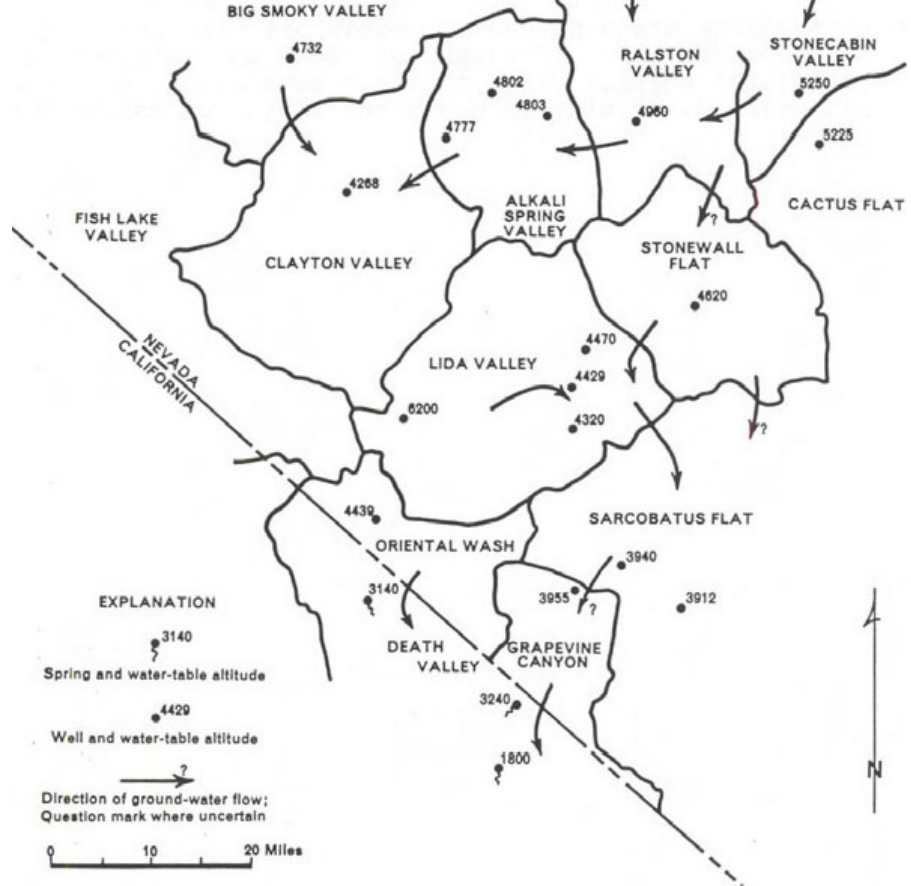 BIG SMOKY VALLEY
4732
4802
4803
4777
RALSTON
VALLEY
4960
STONECABIN
VALLEY
5250
5225
4268
FISH LAKE
VALLEY
ALKALI
SPRING
VALLEY
CACTUS FLAT
?
CLAYTON VALLEY
STONEWALL
FLAT
4620
NEVADA
CALIFORNIA
LIDA VALLEY
4470
4429
6200
4320
?
4439
ORIENTAL WASH
SARCOBATUS FLAT
3940
3140
3955
?
3912
DEATH
VALLEY
GRAPEVINE
CANYON
3240
1800
EXPLANATION
3140
Spring and water-table altitude
4429
Well and water-table altitude
?
Direction of ground-water flow;
Question mark where uncertain
0 10 20 Miles
N